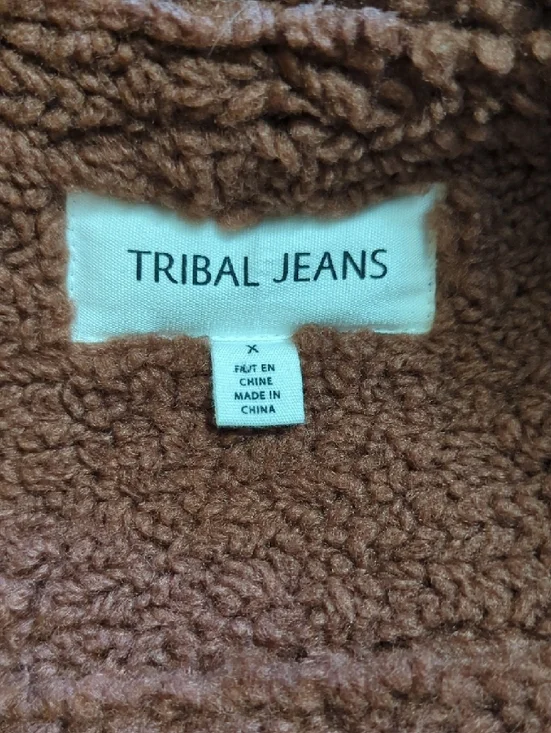 TRIBAL JEANS
X
FAIT EN
CHINE
MADE IN
CHINA